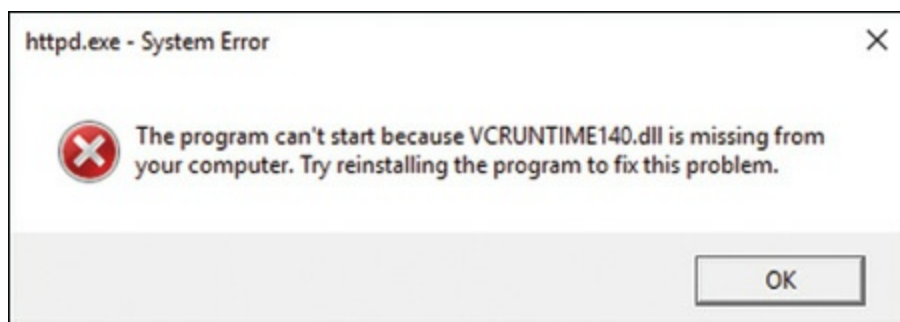 httpd.exe - System Error
The program can't start because VCRUNTIME140.dll is missing from
your computer. Try reinstalling the program to fix this problem.
OK